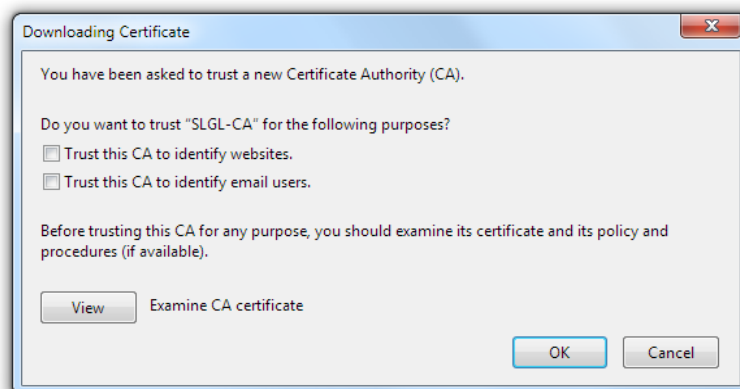 Downloading Certificate
You have been asked to trust a new Certificate Authority (CA).
Do you want to trust "SLGL-CA" for the following purposes?
Trust this CA to identify websites.
Trust this CA to identify email users.
Before trusting this CA for any purpose, you should examine its certificate and its policy and
procedures (if available).
View Examine CA certificate
OK Cancel